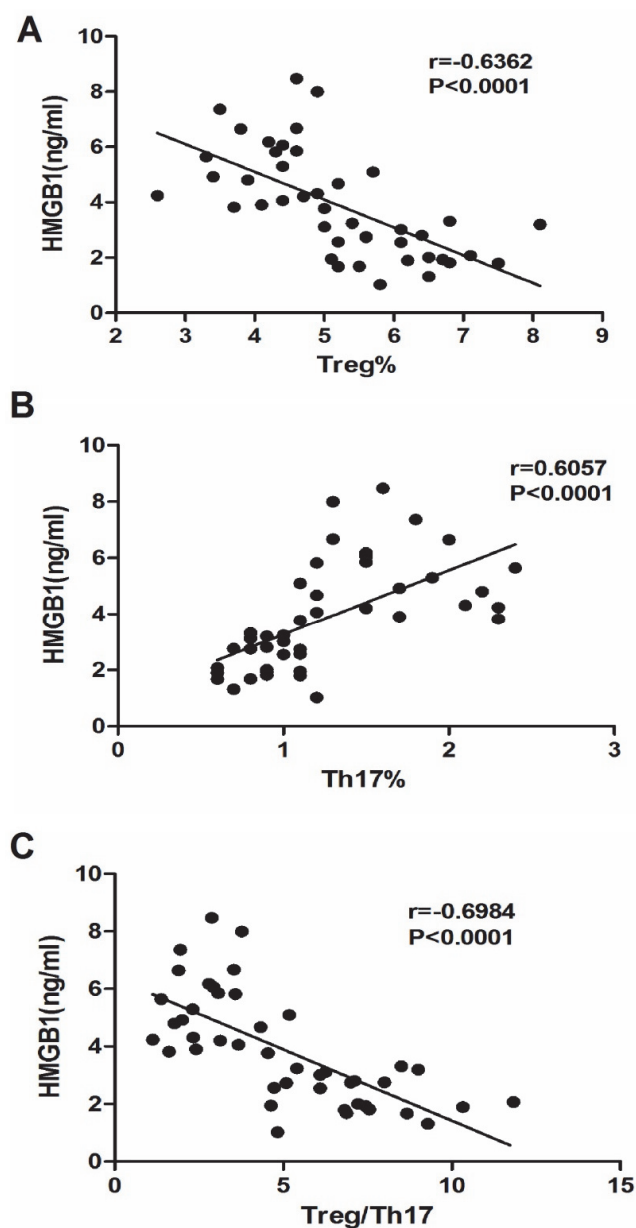 A
10
r=-0.6362
P<0.0001
8
6
4
2
0
HMGB1(ng/ml)
2 3 4 5 6 7 8 9
Treg%
B
10
r=0.6057
P<0.0001
8
6
4
2
0
HMGB1(ng/ml)
0 1 2 3
Th17%
C
10
r=-0.6984
P<0.0001
8
6
4
2
0
HMGB1(ng/ml)
0 5 10 15
Treg/Th17